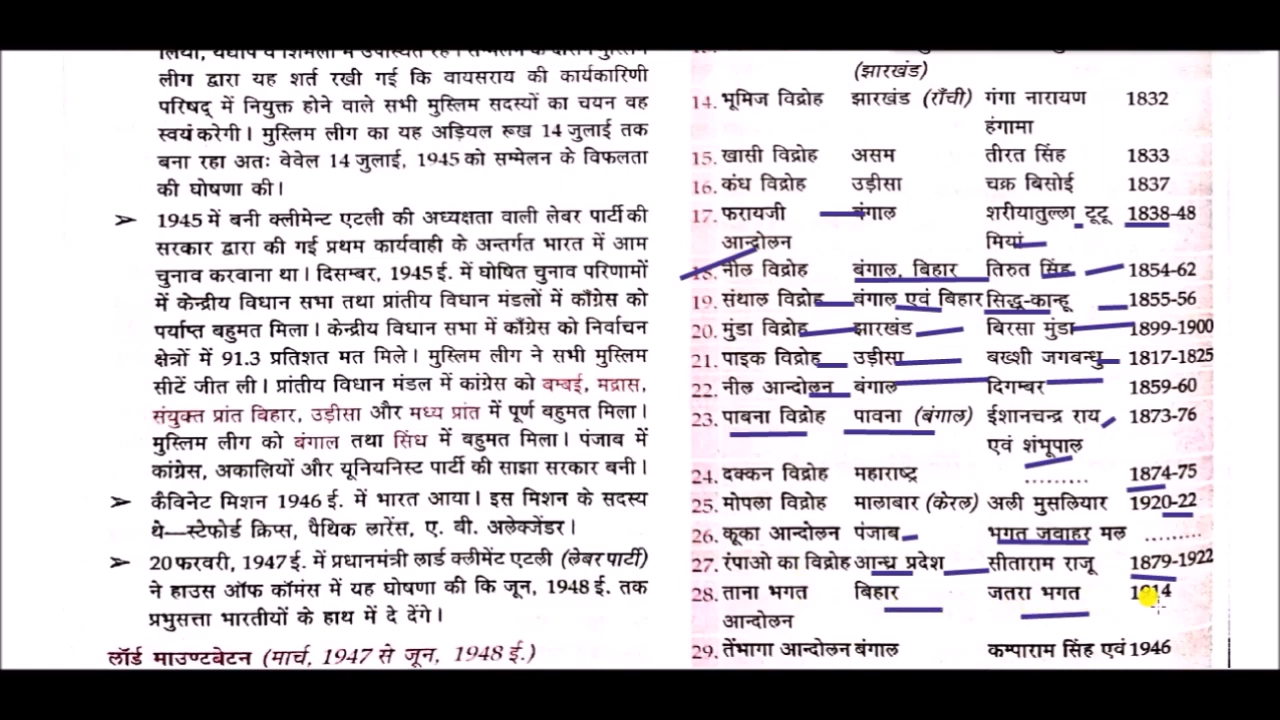 लीग द्वारा यह शर्त रखी गई कि वायसराय की कार्यकारिणी
परिषद् में नियुक्त होने वाले सभी मुस्लिम सदस्यों का चयन वह
स्वयं करेगी। मुस्लिम लीग का यह अड़ियल रूख 14 जुलाई तक
बना रहा अतः वेवेल 14 जुलाई, 1945 को सम्मेलन के विफलता
की घोषणा की।
➢ 1945 में बनी क्लीमेन्ट एटली की अध्यक्षता वाली लेबर पार्टी की
सरकार द्वारा की गई प्रथम कार्यवाही के अन्तर्गत भारत में आम
चुनाव करवाना था। दिसम्बर, 1945 ई. में घोषित चुनाव परिणामों
में केन्द्रीय विधान सभा तथा प्रांतीय विधान मंडलों में काँग्रेस को
पर्याप्त बहुमत मिला। केन्द्रीय विधान सभा में काँग्रेस को निर्वाचन
क्षेत्रों में 91.3 प्रतिशत मत मिले। मुस्लिम लीग ने सभी मुस्लिम
सीटें जीत ली। प्रांतीय विधान मंडल में कांग्रेस को बम्बई, मद्रास,
संयुक्त प्रांत बिहार, उड़ीसा और मध्य प्रांत में पूर्ण बहुमत मिला।
मुस्लिम लीग को बंगाल तथा सिंध में बहुमत मिला। पंजाब में
कांग्रेस, अकालियों और यूनियनिस्ट पार्टी की साझा सरकार बनी।
➢ कैविनेट मिशन 1946 ई. में भारत आया। इस मिशन के सदस्य
थे—स्टेफोर्ड क्रिप्स, पैथिक लारेंस, ए. वी. अलेक्जेंडर।
➢ 20 फरवरी, 1947 ई. में प्रधानमंत्री लार्ड क्लीमेंट एटली (लेबर पार्टी)
ने हाउस ऑफ कॉमंस में यह घोषणा की कि जून, 1948 ई. तक
प्रभुसत्ता भारतीयों के हाथ में दे देंगे।
लॉर्ड माउण्टबेटन (मार्च, 1947 से जून, 1948 ई.)
(झारखंड)
14. भूमिज विद्रोह झारखंड (राँची) गंगा नारायण 1832
हंगामा
15. खासी विद्रोह असम तीरत सिंह 1833
16. कंध विद्रोह उड़ीसा चक्र बिसोई 1837
17. फरायजी बंगाल शरीयातुल्ला टूटू 1838-48
आन्दोलन मियां
18. नील विद्रोह बंगाल, बिहार तिरुत सिंह 1854-62
19. संथाल विद्रोह बंगाल एवं बिहार सिद्धू-कान्हू 1855-56
20. मुंडा विद्रोह झारखंड बिरसा मुंडा 1899-1900
21. पाइक विद्रोह उड़ीसा बख्शी जगबन्धु 1817-1825
22. नील आन्दोलन बंगाल दिगम्बर 1859-60
23. पाबना विद्रोह पावना (बंगाल) ईशानचन्द्र राय 1873-76
एवं शंभूपाल
24. दक्कन विद्रोह महाराष्ट्र ......... 1874-75
25. मोपला विद्रोह मालाबार (केरल) अली मुसलियार 1920-22
26. कूका आन्दोलन पंजाब भगत जवाहर मल .........
27. रंपाओ का विद्रोह आन्ध्र प्रदेश सीताराम राजू 1879-1922
28. ताना भगत बिहार जतरा भगत 1914
आन्दोलन
29. तेंभागा आन्दोलन बंगाल कम्पाराम सिंह एवं 1946